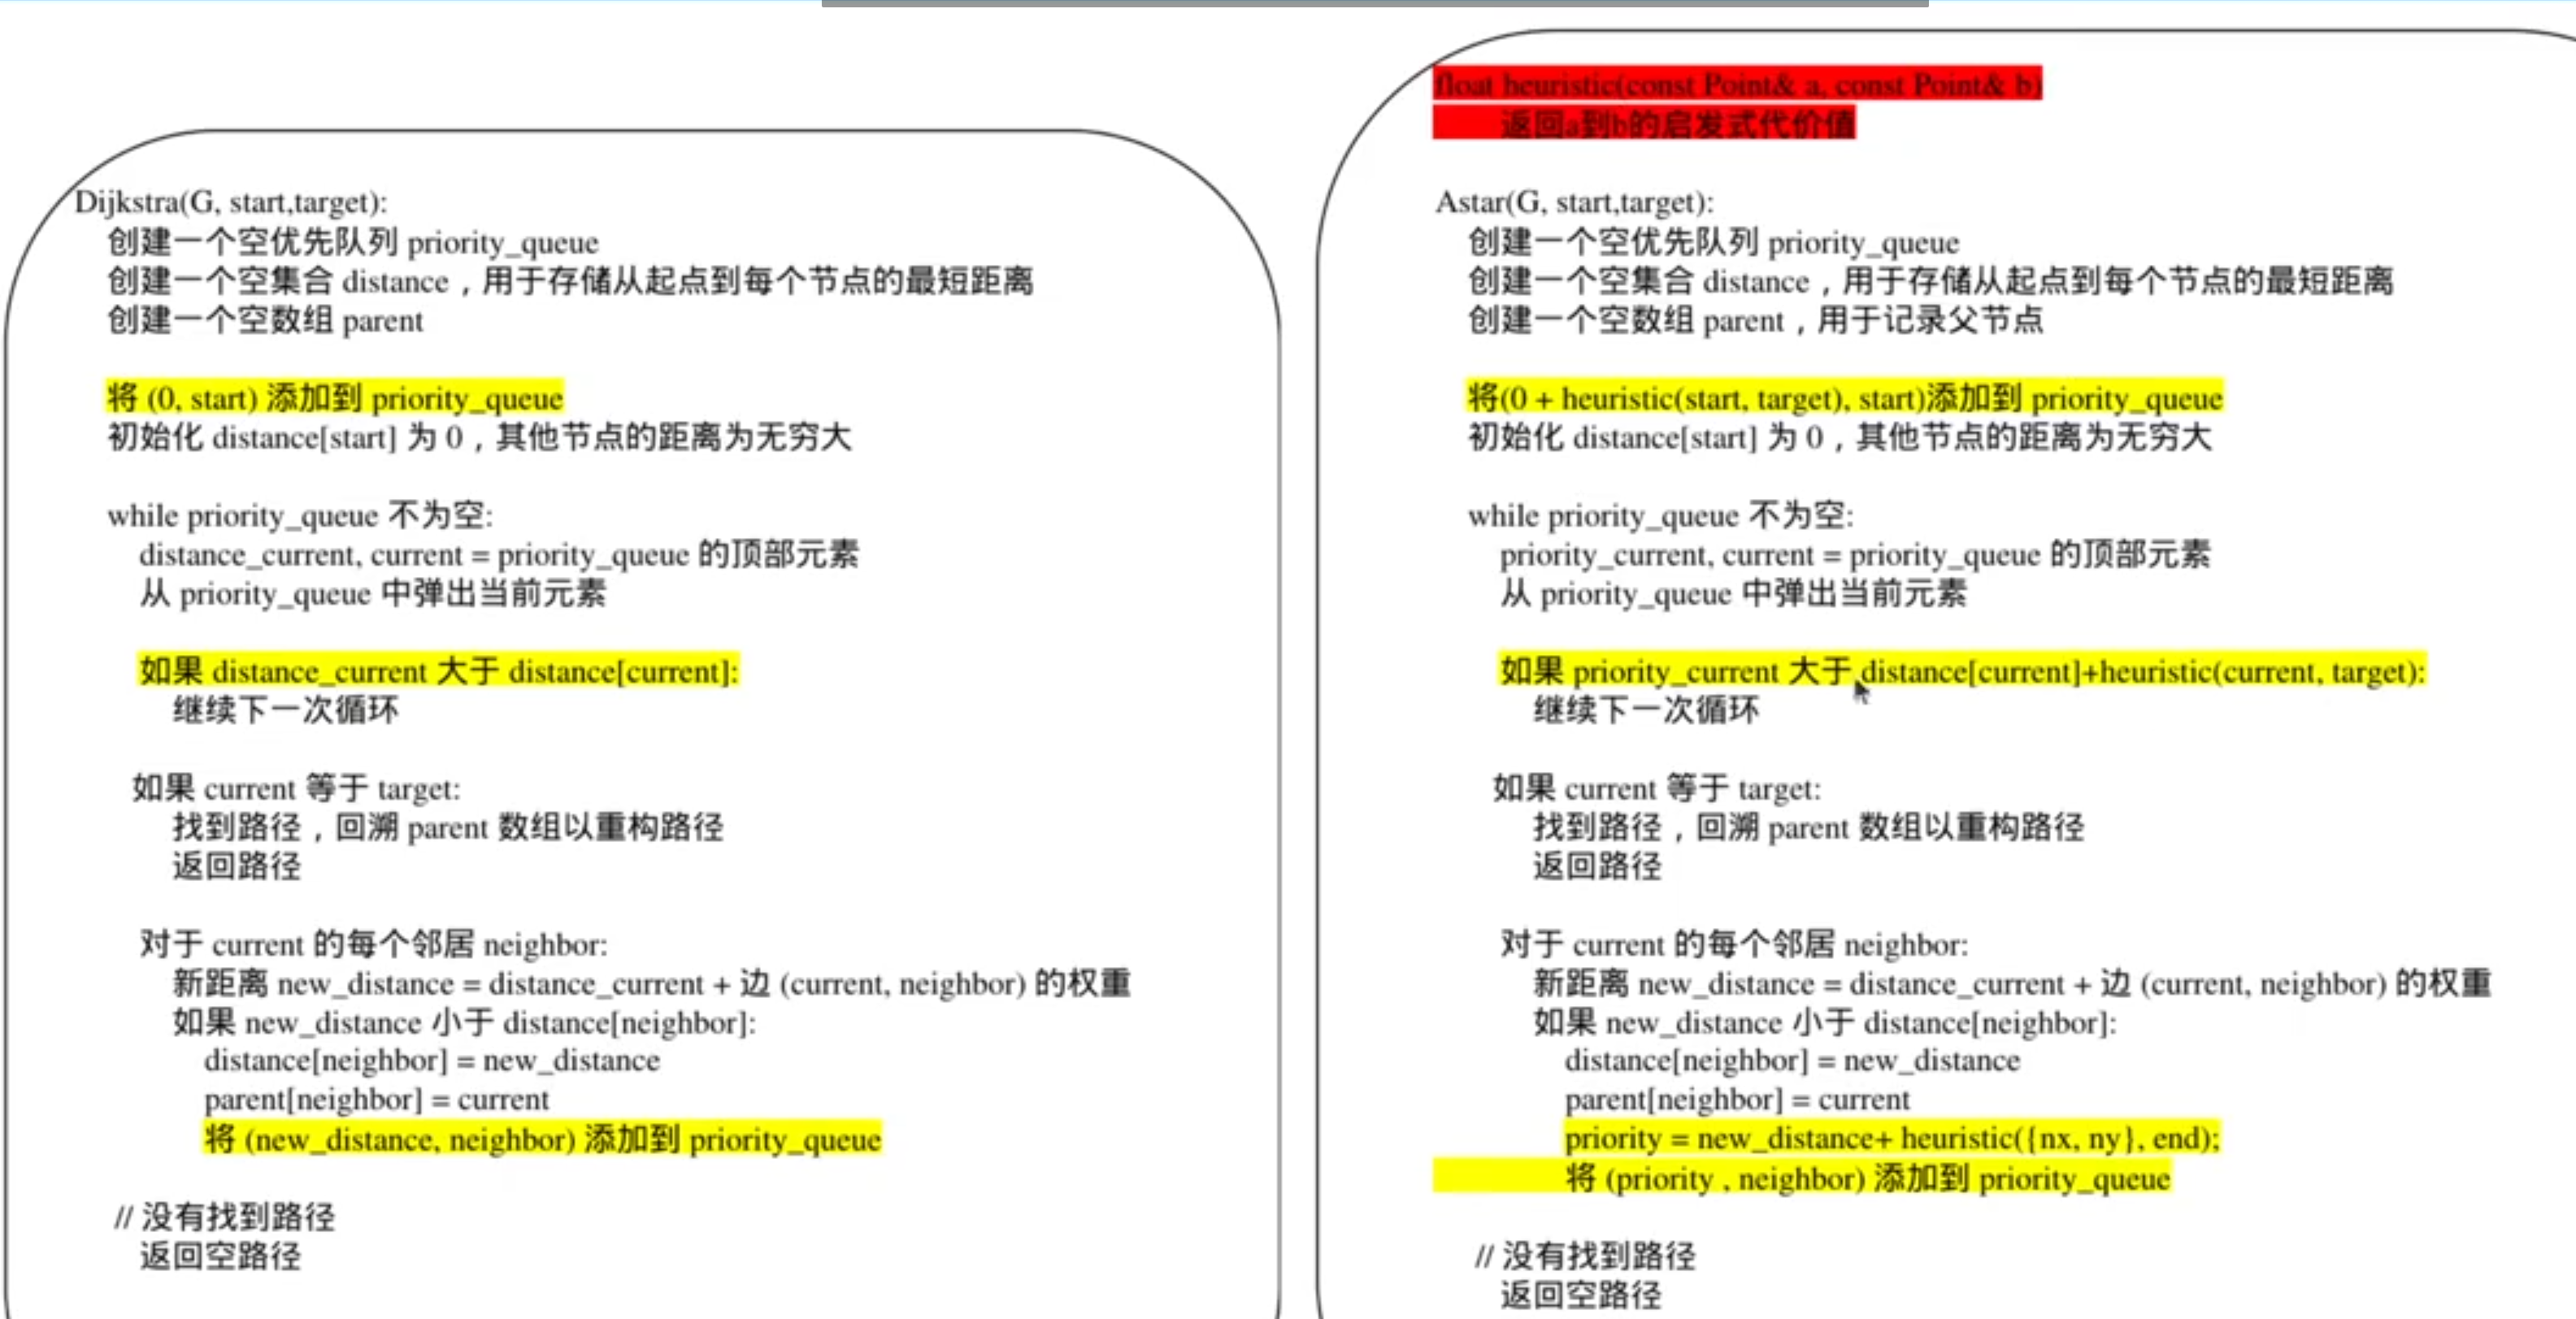 Dijkstra(G, start,target):
创建一个空优先队列 priority_queue
创建一个空集合 distance，用于存储从起点到每个节点的最短距离
创建一个空数组 parent
将 (0, start) 添加到 priority_queue
初始化 distance[start] 为 0，其他节点的距离为无穷大
while priority_queue 不为空:
distance_current, current = priority_queue 的顶部元素
从 priority_queue 中弹出当前元素
如果 distance_current 大于 distance[current]:
继续下一次循环
如果 current 等于 target:
找到路径，回溯 parent 数组以重构路径
返回路径
对于 current 的每个邻居 neighbor:
新距离 new_distance = distance_current + 边 (current, neighbor) 的权重
如果 new_distance 小于 distance[neighbor]:
distance[neighbor] = new_distance
parent[neighbor] = current
将 (new_distance, neighbor) 添加到 priority_queue
// 没有找到路径
返回空路径
float heuristic(const Point& a, const Point& b)
返回a到b的启发式代价值
Astar(G, start,target):
创建一个空优先队列 priority_queue
创建一个空集合 distance，用于存储从起点到每个节点的最短距离
创建一个空数组 parent，用于记录父节点
将(0 + heuristic(start, target), start)添加到 priority_queue
初始化 distance[start] 为 0，其他节点的距离为无穷大
while priority_queue 不为空:
priority_current, current = priority_queue 的顶部元素
从 priority_queue 中弹出当前元素
如果 priority_current 大于 distance[current]+heuristic(current, target):
继续下一次循环
如果 current 等于 target:
找到路径，回溯 parent 数组以重构路径
返回路径
对于 current 的每个邻居 neighbor:
新距离 new_distance = distance_current + 边 (current, neighbor) 的权重
如果 new_distance 小于 distance[neighbor]:
distance[neighbor] = new_distance
parent[neighbor] = current
priority = new_distance+ heuristic({nx, ny}, end);
将 (priority , neighbor) 添加到 priority_queue
// 没有找到路径
返回空路径